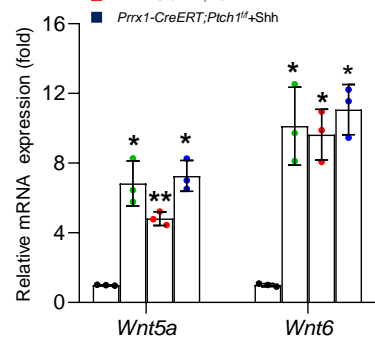 Prrx1-CreERT;Ptch1f/f+Shh
Relative mRNA expression (fold)
16
12
8
4
0
* ** * * * *
Wnt5a Wnt6